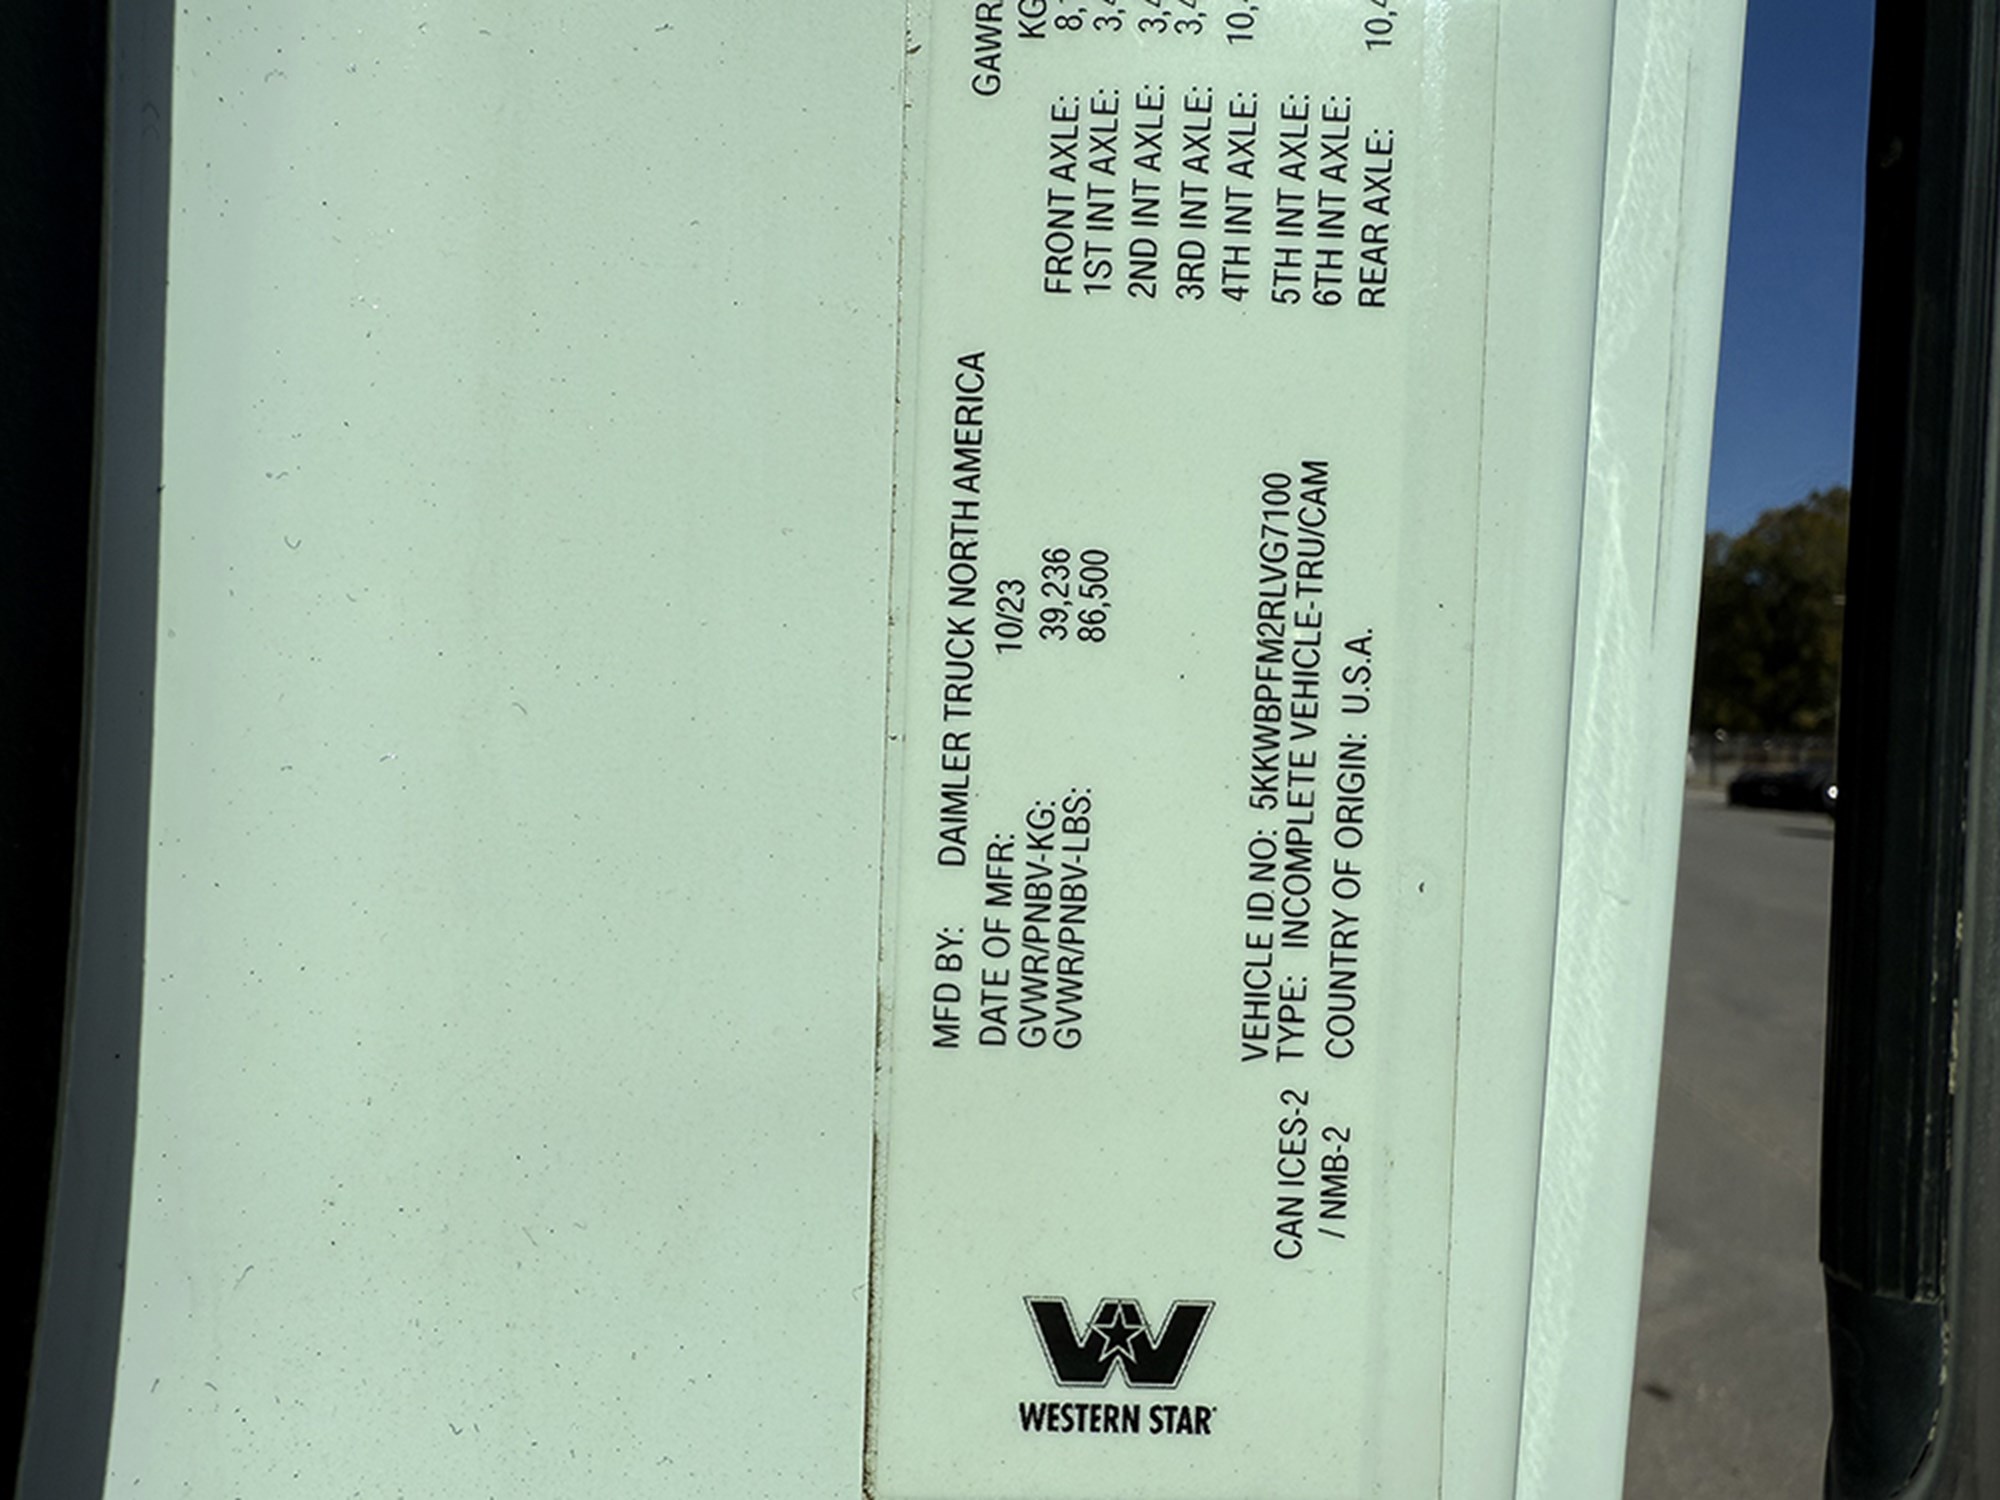 MFD BY: DAIMLER TRUCK NORTH AMERICA
DATE OF MFR: 10/23
GVWR/PNBV-KG: 39,236
GVWR/PNBV-LBS: 86,500
VEHICLE ID.NO: 5KKWBPFM2RLVG7100
TYPE: INCOMPLETE VEHICLE-TRU/CAM
COUNTRY OF ORIGIN: U.S.A.
CAN ICES-2
/ NMB-2
WESTERN STAR
GAWR
KG
FRONT AXLE:
1ST INT AXLE:
2ND INT AXLE:
3RD INT AXLE:
4TH INT AXLE:
5TH INT AXLE:
6TH INT AXLE:
REAR AXLE: